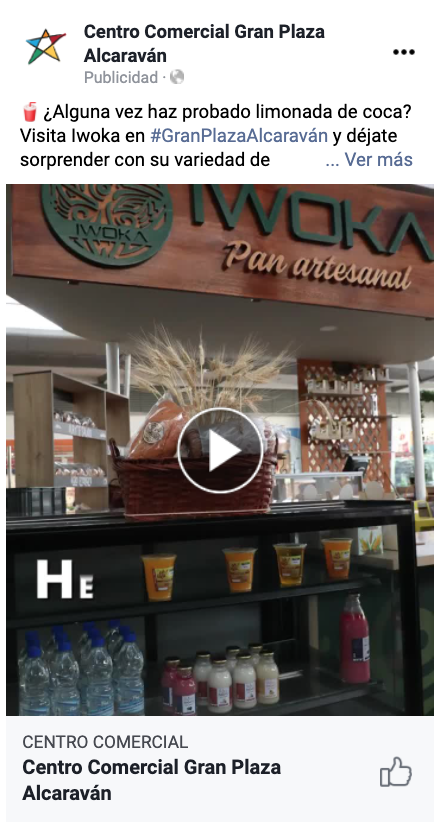 Centro Comercial Gran Plaza
Alcaraván
Publicidad ·
¿Alguna vez haz probado limonada de coca?
Visita Iwoka en #GranPlazaAlcaraván y déjate
sorprender con su variedad de ... Ver más
IWOKA
IWOKA
Pan artesanal
HE
CENTRO COMERCIAL
Centro Comercial Gran Plaza
Alcaraván